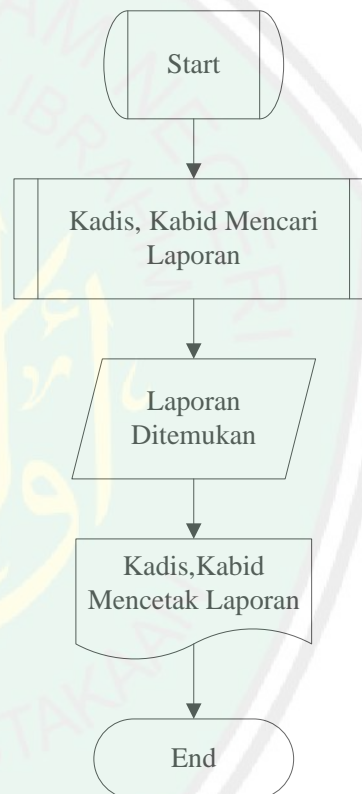 Start
Kadis, Kabid Mencari
Laporan
Laporan
Ditemukan
Kadis,Kabid
Mencetak Laporan
End